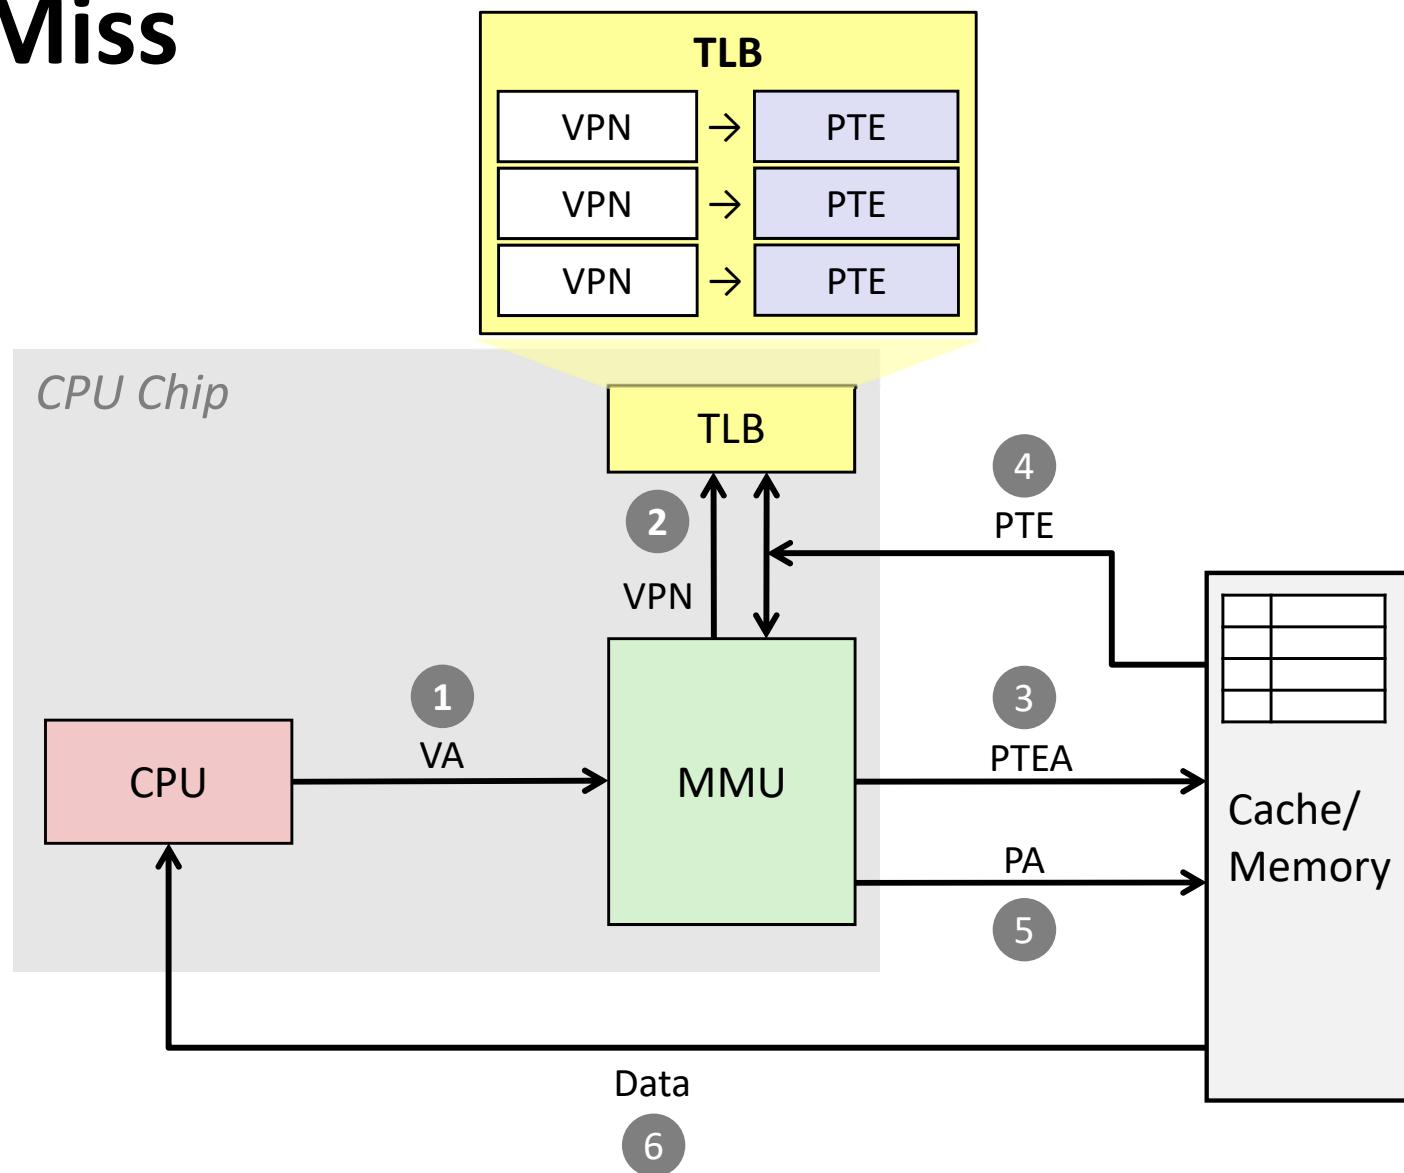 Miss
TLB
VPN → PTE
VPN → PTE
VPN → PTE
CPU Chip
TLB
4
PTE
2
VPN
1
VA
3
PTEA
CPU
MMU
Cache/
Memory
PA
5
Data
6